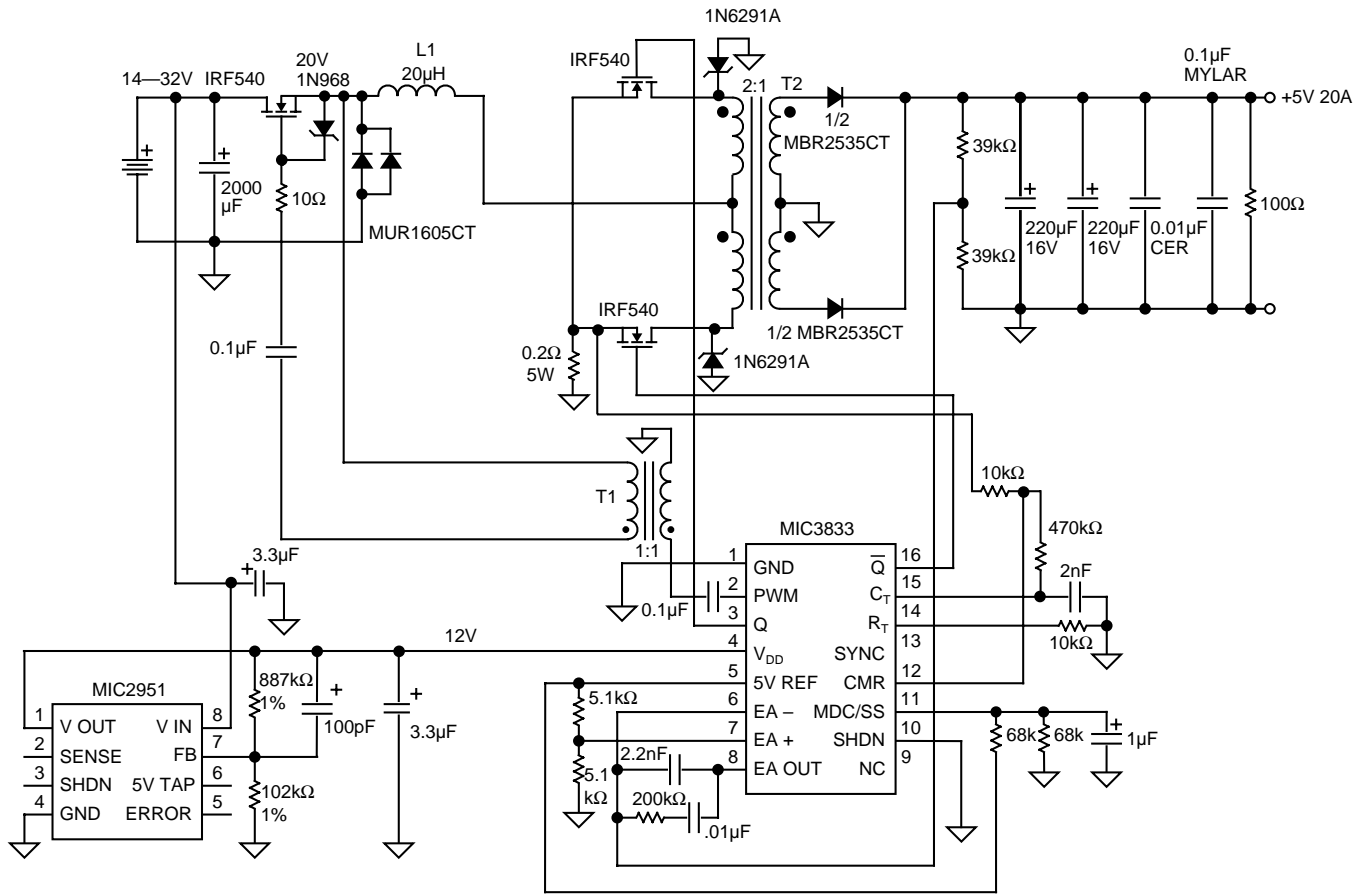 1N6291A
L1
20µH
20V
1N968
IRF540
14—32V
IRF540
2:1
T2
1/2
MBR2535CT
0.1µF
MYLAR
+5V 20A
+
+
2000
µF
10Ω
MUR1605CT
39kΩ
39kΩ
+
220µF
16V
+
220µF
16V
0.01µF
CER
100Ω
IRF540
1/2 MBR2535CT
1N6291A
0.2Ω
5W
0.1µF
T1
1:1
10kΩ
470kΩ
2nF
10kΩ
3.3µF
+
0.1µF
MIC3833
1 GND
2 PWM
3 Q
4 VDD
5 5V REF
6 EA –
7 EA +
8 EA OUT
16 Q̅
15 CT
14 RT
13 SYNC
12 CMR
11 MDC/SS
10 SHDN
9 NC
12V
887kΩ
1%
+
100pF
+
3.3µF
102kΩ
1%
MIC2951
1 V OUT
2 SENSE
3 SHDN
4 GND
V IN 8
FB 7
5V TAP 6
ERROR 5
5.1kΩ
5.1
kΩ
2.2nF
200kΩ
.01µF
68k
68k
+
1µF